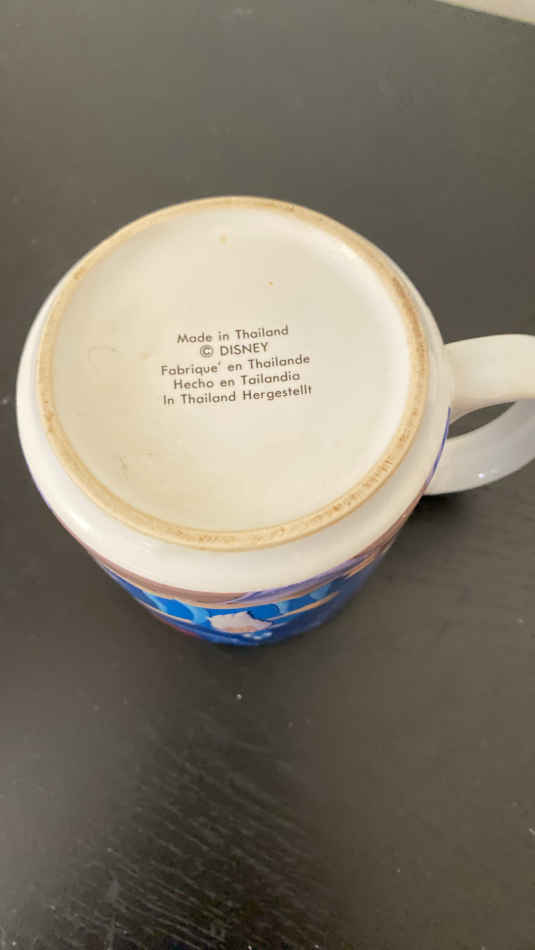 Made in Thailand
© DISNEY
Fabrique' en Thailande
Hecho en Tailandia
In Thailand Hergestellt